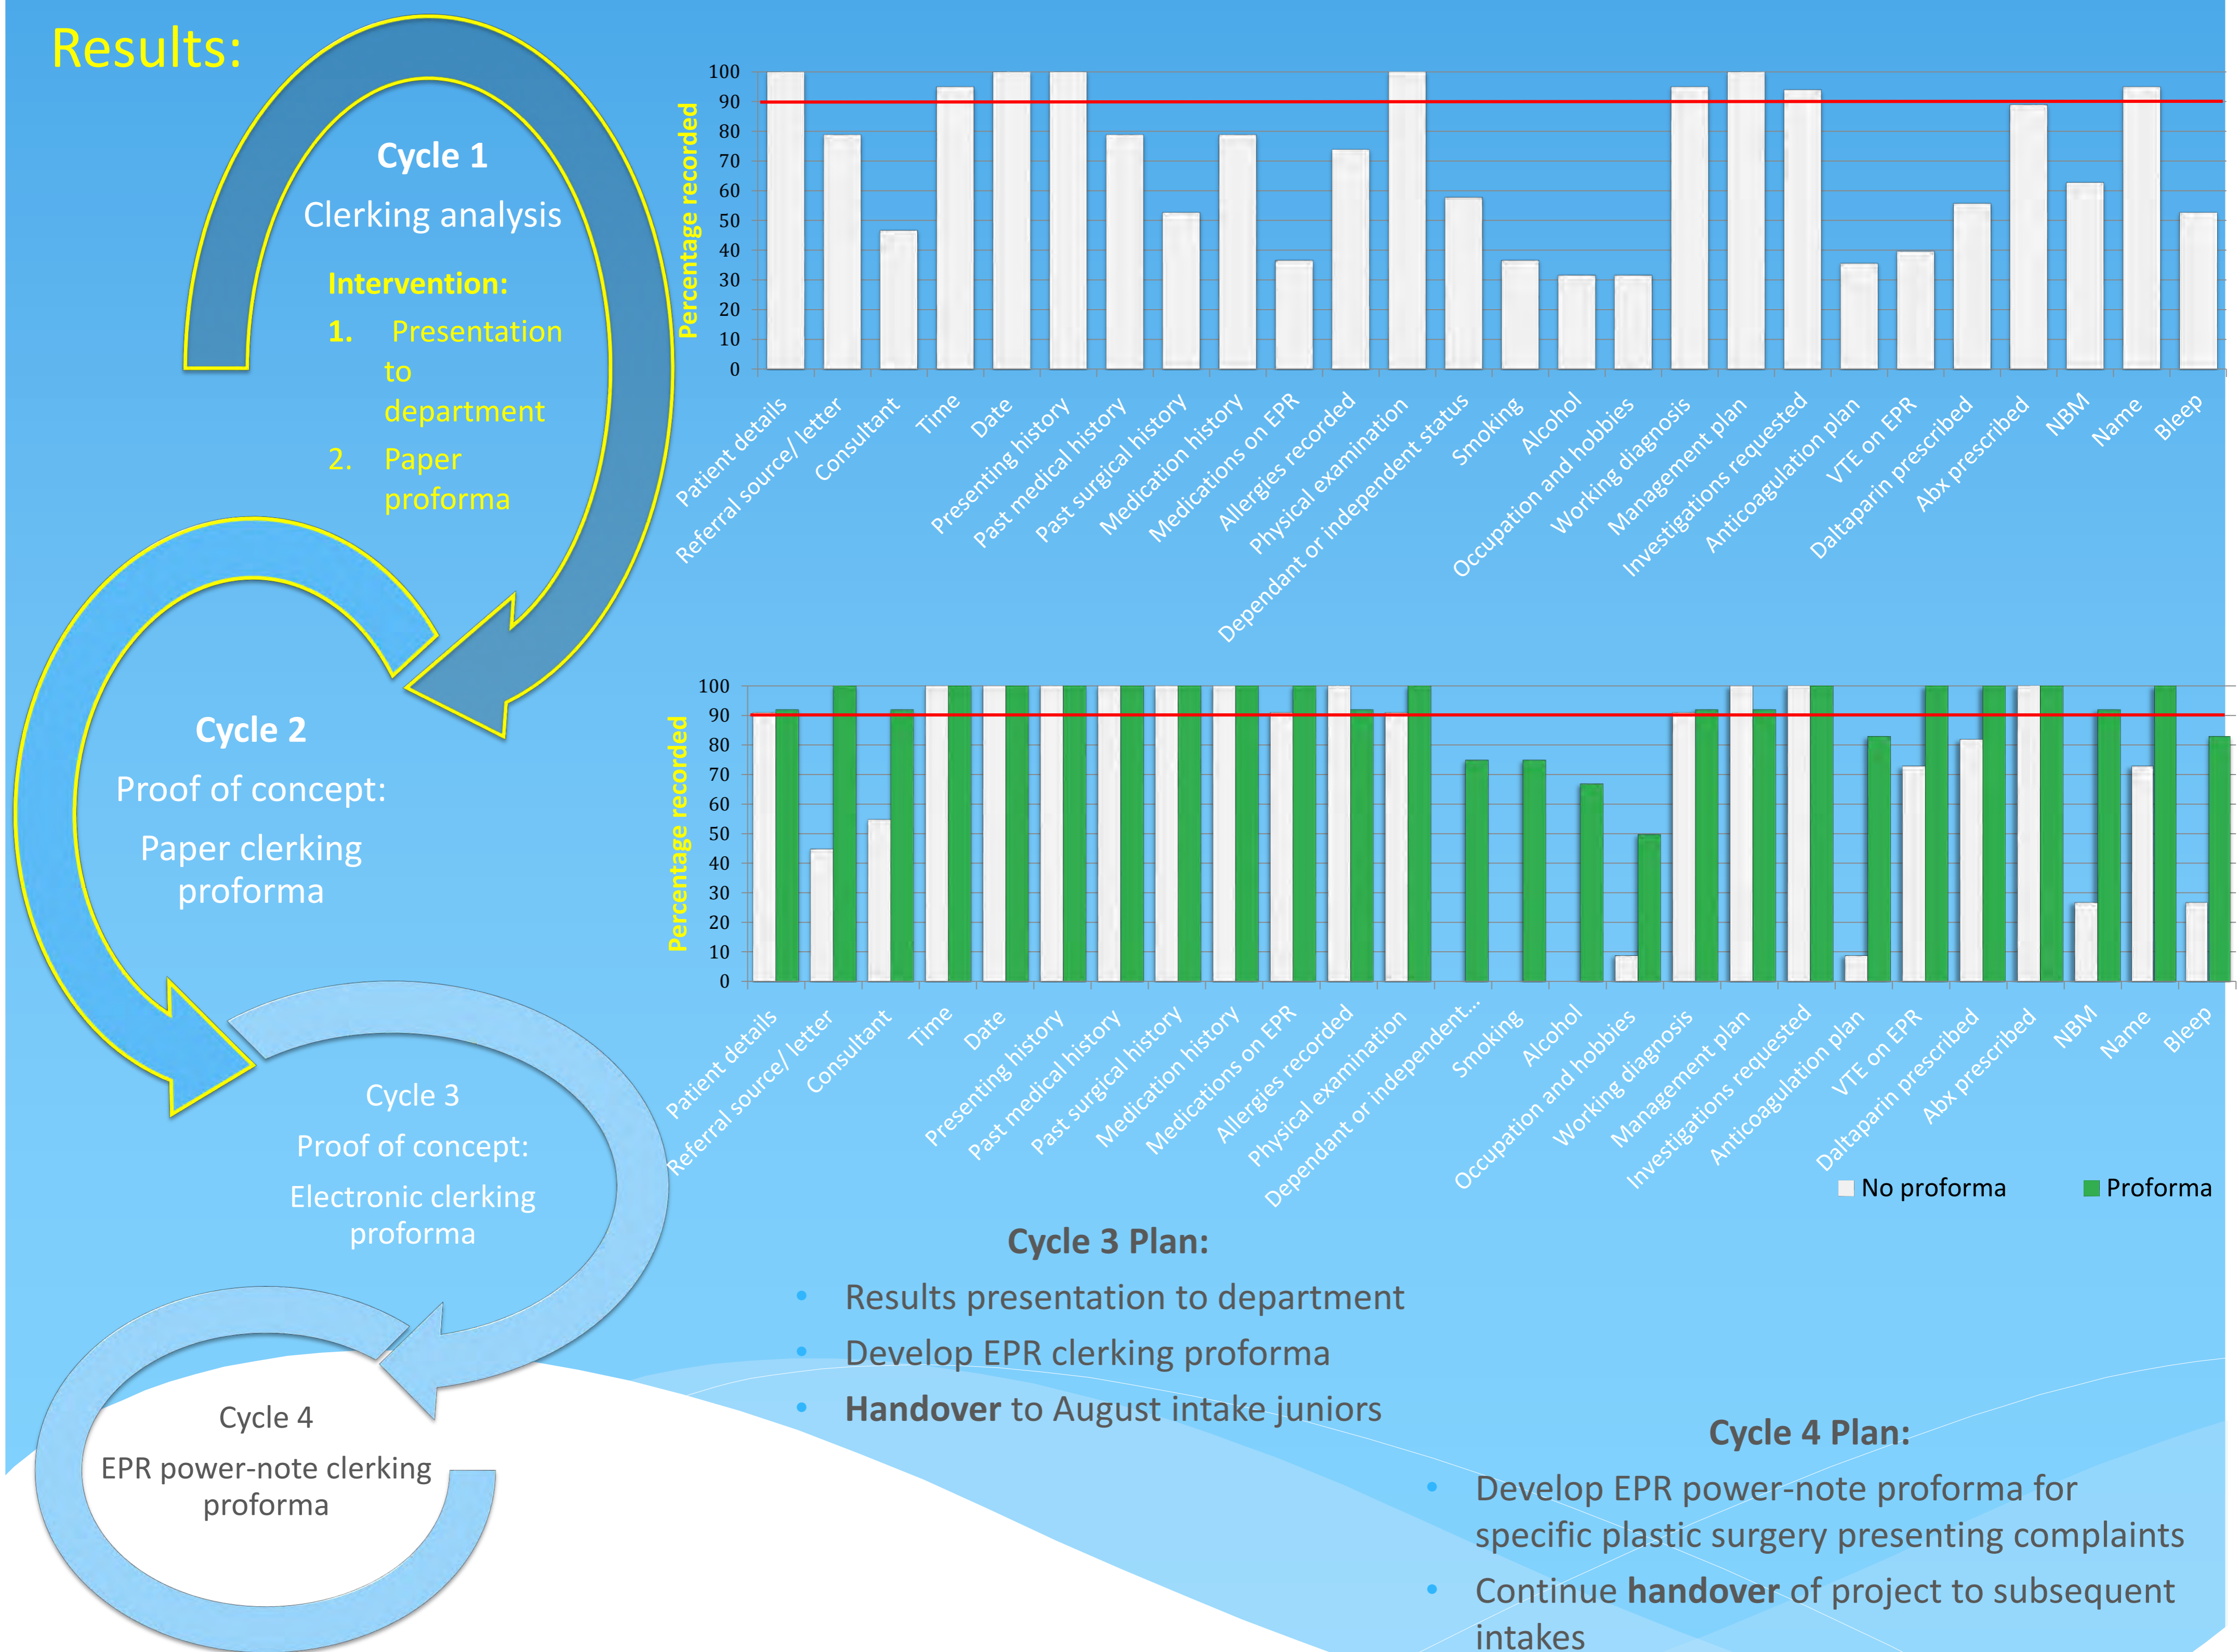 Results:
Cycle 1
Clerking analysis
Intervention:
1. Presentation
to
department
2. Paper
proforma
Cycle 2
Proof of concept:
Paper clerking
proforma
Cycle 3
Proof of concept:
Electronic clerking
proforma
Cycle 4
EPR power-note clerking
proforma
Percentage recorded
100
90
80
70
60
50
40
30
20
10
0
Patient details
Referral source/ letter
Consultant
Time
Date
Presenting history
Past medical history
Past surgical history
Medication history
Medications on EPR
Allergies recorded
Physical examination
Dependant or independent status
Smoking
Alcohol
Occupation and hobbies
Working diagnosis
Management plan
Investigations requested
Anticoagulation plan
VTE on EPR
Daltaparin prescribed
Abx prescribed
NBM
Name
Bleep
Percentage recorded
100
90
80
70
60
50
40
30
20
10
0
Patient details
Referral source/ letter
Consultant
Time
Date
Presenting history
Past medical history
Past surgical history
Medication history
Medications on EPR
Allergies recorded
Physical examination
Dependant or independent...
Smoking
Alcohol
Occupation and hobbies
Working diagnosis
Management plan
Investigations requested
Anticoagulation plan
VTE on EPR
Daltaparin prescribed
Abx prescribed
NBM
Name
Bleep
No proforma
Proforma
Cycle 3 Plan:
• Results presentation to department
• Develop EPR clerking proforma
• Handover to August intake juniors
Cycle 4 Plan:
• Develop EPR power-note proforma for
specific plastic surgery presenting complaints
• Continue handover of project to subsequent
intakes